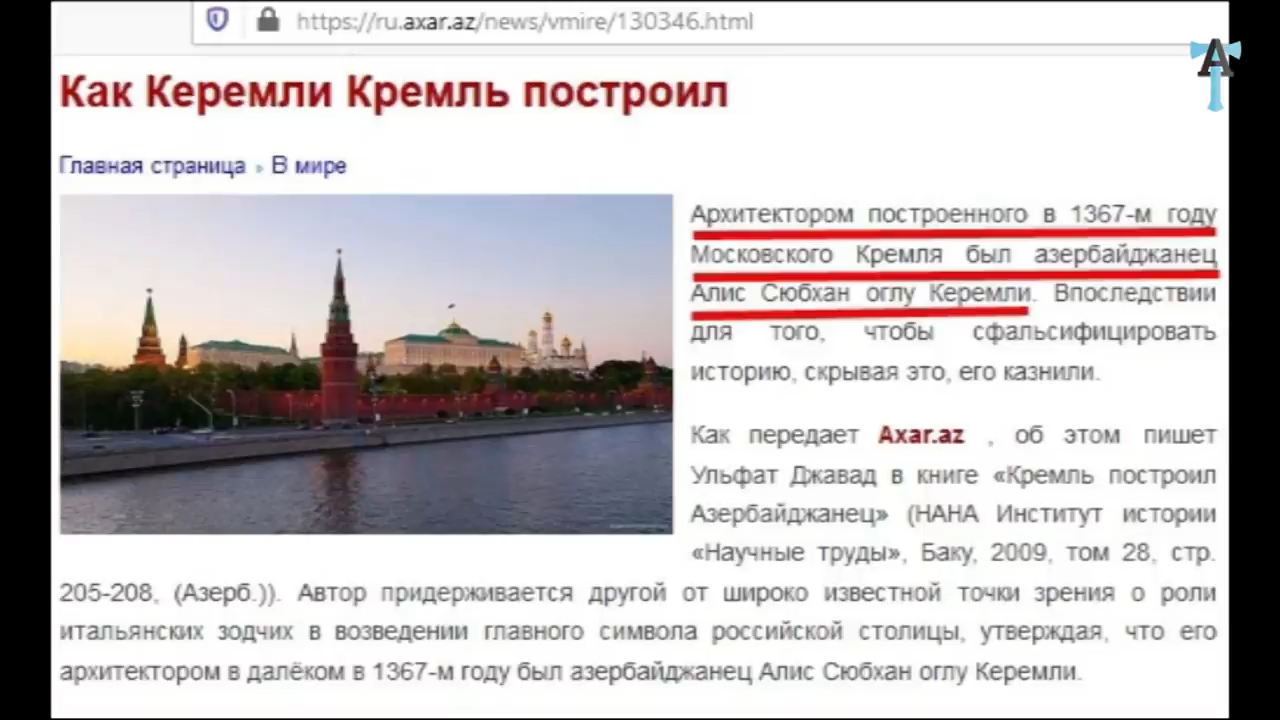 https://ru.axar.az/news/vmire/130346.html
Как Керемли Кремль построил
Главная страница » В мире
Архитектором построенного в 1367-м году
Московского Кремля был азербайджанец
Алис Сюбхан оглу Керемли. Впоследствии
для того, чтобы сфальсифицировать
историю, скрывая это, его казнили.
Как передает Axar.az , об этом пишет
Ульфат Джавад в книге «Кремль построил
Азербайджанец» (НАНА Институт истории
«Научные труды», Баку, 2009, том 28, стр.
205-208, (Азерб.)). Автор придерживается другой от широко известной точки зрения о роли
итальянских зодчих в возведении главного символа российской столицы, утверждая, что его
архитектором в далёком в 1367-м году был азербайджанец Алис Сюбхан оглу Керемли.